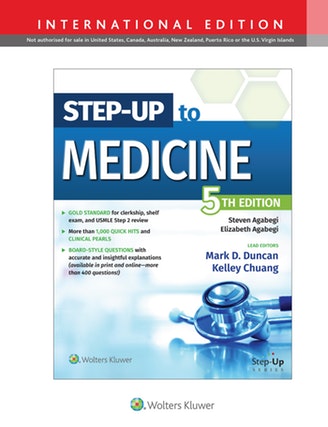 INTERNATIONAL EDITION
Not authorised for sale in United States, Canada, Australia, New Zealand, Puerto Rico or the U.S. Virgin Islands
STEP-UP to
MEDICINE
5TH EDITION
Steven Agabegi
Elizabeth Agabegi
LEAD EDITORS
Mark D. Duncan
Kelley Chuang
GOLD STANDARD for clerkship, shelf
exam, and USMLE Step 2 review
More than 1,000 QUICK HITS and
CLINICAL PEARLS
BOARD-STYLE QUESTIONS with
accurate and insightful explanations
(available in print and online—more
than 400 questions!)
Wolters Kluwer
Step-Up
SERIES
Wolters Kluwer